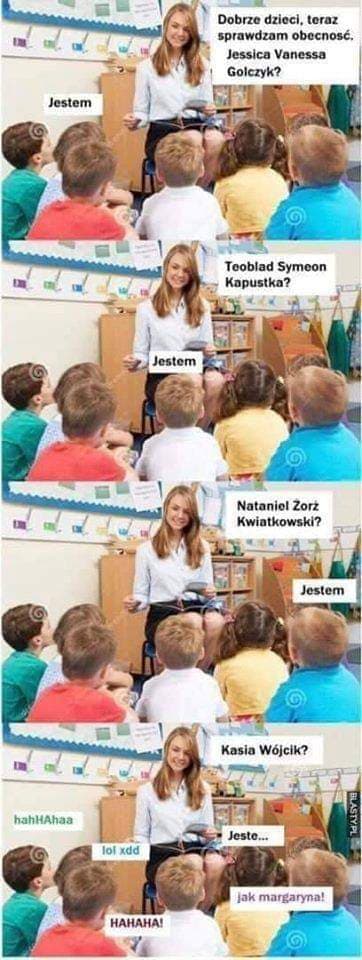 Dobrze dzieci, teraz
sprawdzam obecność.
Jessica Vanessa
Golczyk?
Jestem
Teoblad Symeon
Kapustka?
Jestem
Nataniel Żorż
Kwiatkowski?
Jestem
Kasia Wójcik?
hahHAhaa
Jeste...
lol xdd
jak margaryna!
HAHAHA!
BLASTY.PL